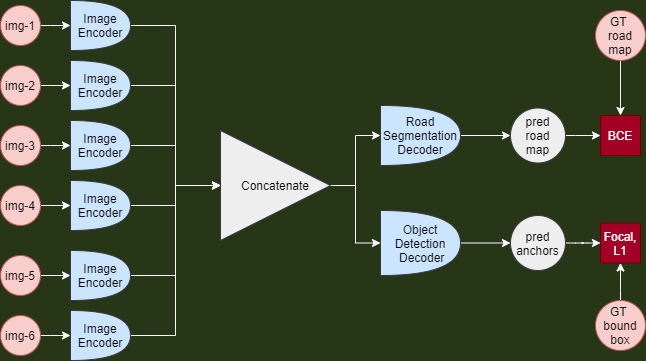 img-1
Image
Encoder
img-2
Image
Encoder
img-3
Image
Encoder
img-4
Image
Encoder
img-5
Image
Encoder
img-6
Image
Encoder
Concatenate
Road
Segmentation
Decoder
pred
road
map
BCE
GT
road
map
Object
Detection
Decoder
pred
anchors
Focal,
L1
GT
bound
box